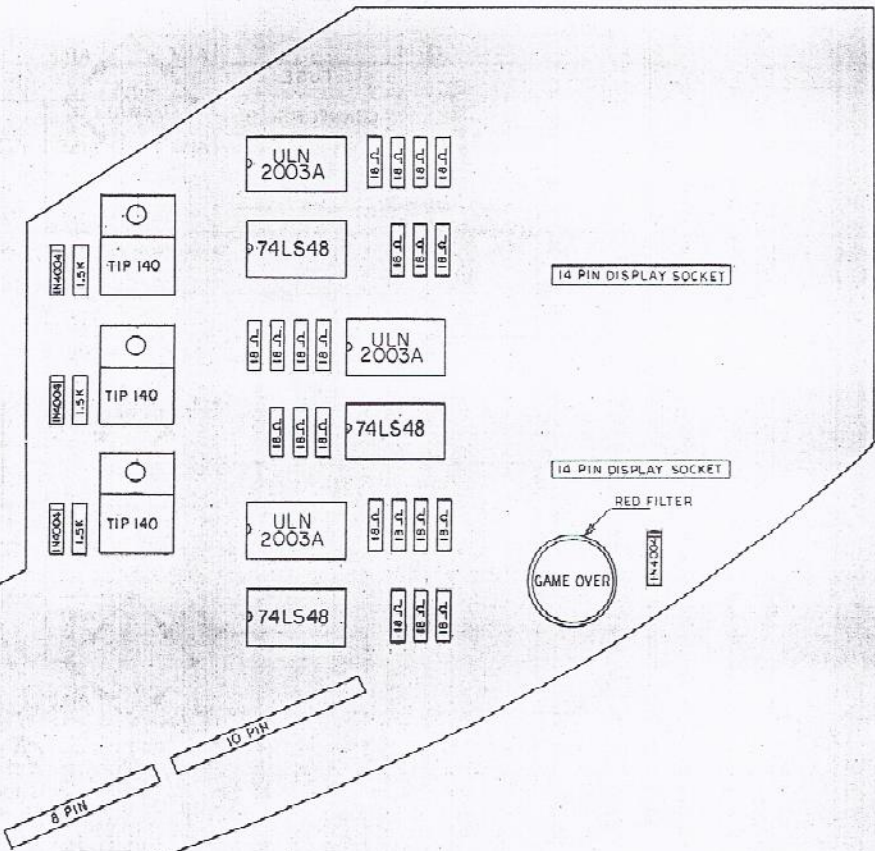 ULN
2003A
18Ω 18Ω 18Ω 18Ω
74LS48
18Ω 18Ω 18Ω
1N4004 1.5K TIP 140
14 PIN DISPLAY SOCKET
18Ω 18Ω 18Ω 18Ω
ULN
2003A
1N4004 1.5K TIP 140
18Ω 18Ω 18Ω
74LS48
14 PIN DISPLAY SOCKET
RED FILTER
1N4004 1.5K TIP 140
ULN
2003A
18Ω 18Ω 18Ω 18Ω
GAME OVER
1N4004
74LS48
18Ω 18Ω 18Ω
10 PIN
8 PIN